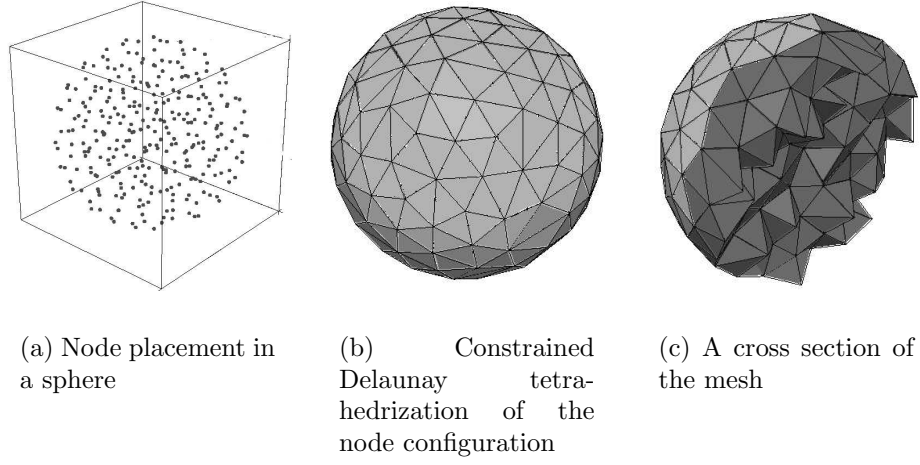 (a) Node placement in
a sphere
(b) Constrained
Delaunay tetra-
hedrization of the
node configuration
(c) A cross section of
the mesh